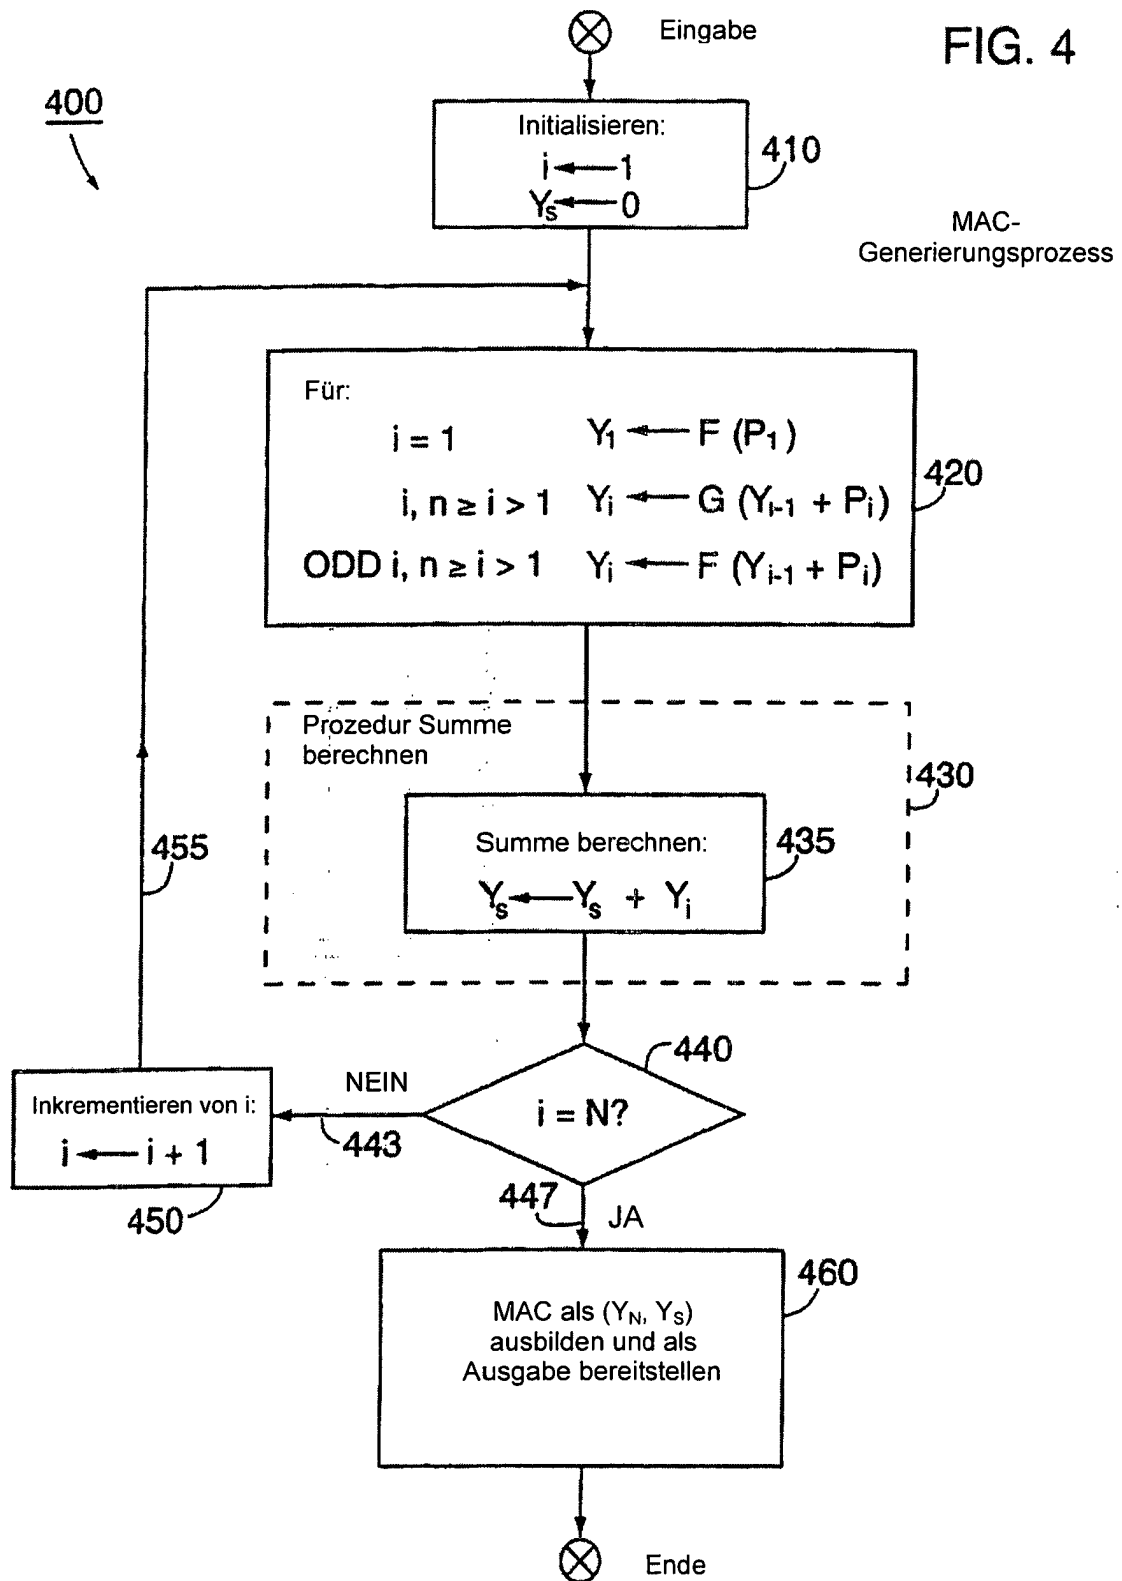 Eingabe
FIG. 4
400
Initialisieren:
i ← 1
Yₛ ← 0
410
MAC-
Generierungsprozess
Für:
i = 1 Y₁ ← F (P₁)
i, n ≥ i > 1 Yᵢ ← G (Yᵢ₋₁ + Pᵢ)
ODD i, n ≥ i > 1 Yᵢ ← F (Yᵢ₋₁ + Pᵢ)
420
Prozedur Summe
berechnen
430
Summe berechnen:
Yₛ ← Yₛ + Yᵢ
435
455
440
i = N?
NEIN
443
Inkrementieren von i:
i ← i + 1
450
447
JA
460
MAC als (Y_N, Y_S)
ausbilden und als
Ausgabe bereitstellen
Ende